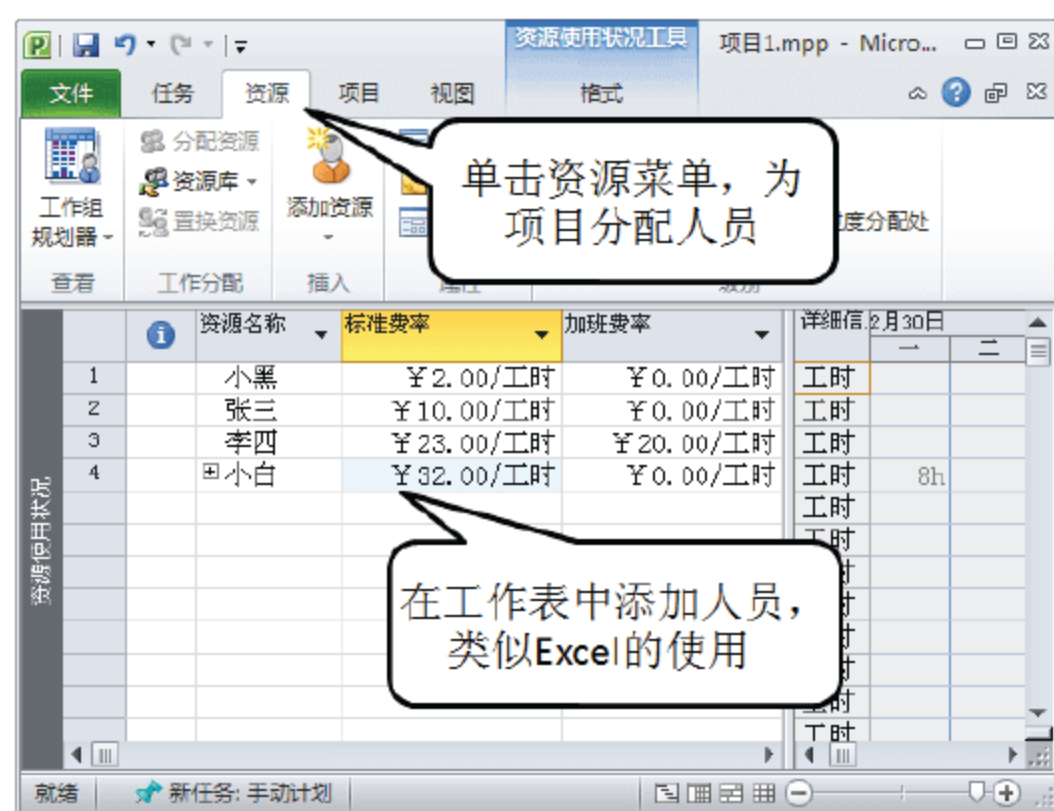 资源使用状况工具 项目1.mpp - Micro...
文件 任务 资源 项目 视图 格式
分配资源
资源库
置换资源
工作组
规划器
添加资源
单击资源菜单，为
项目分配人员
度分配处
查看 工作分配 插入
资源名称 标准费率 加班费率 详细信. 2月30日
一 二
1 小黑 ¥2.00/工时 ¥0.00/工时 工时
2 张三 ¥10.00/工时 ¥0.00/工时 工时
3 李四 ¥23.00/工时 ¥20.00/工时 工时
4 小白 ¥32.00/工时 ¥0.00/工时 工时 8h
工时
工时
资源使用状况
在工作表中添加人员，
类似Excel的使用
工时
就绪 新任务: 手动计划